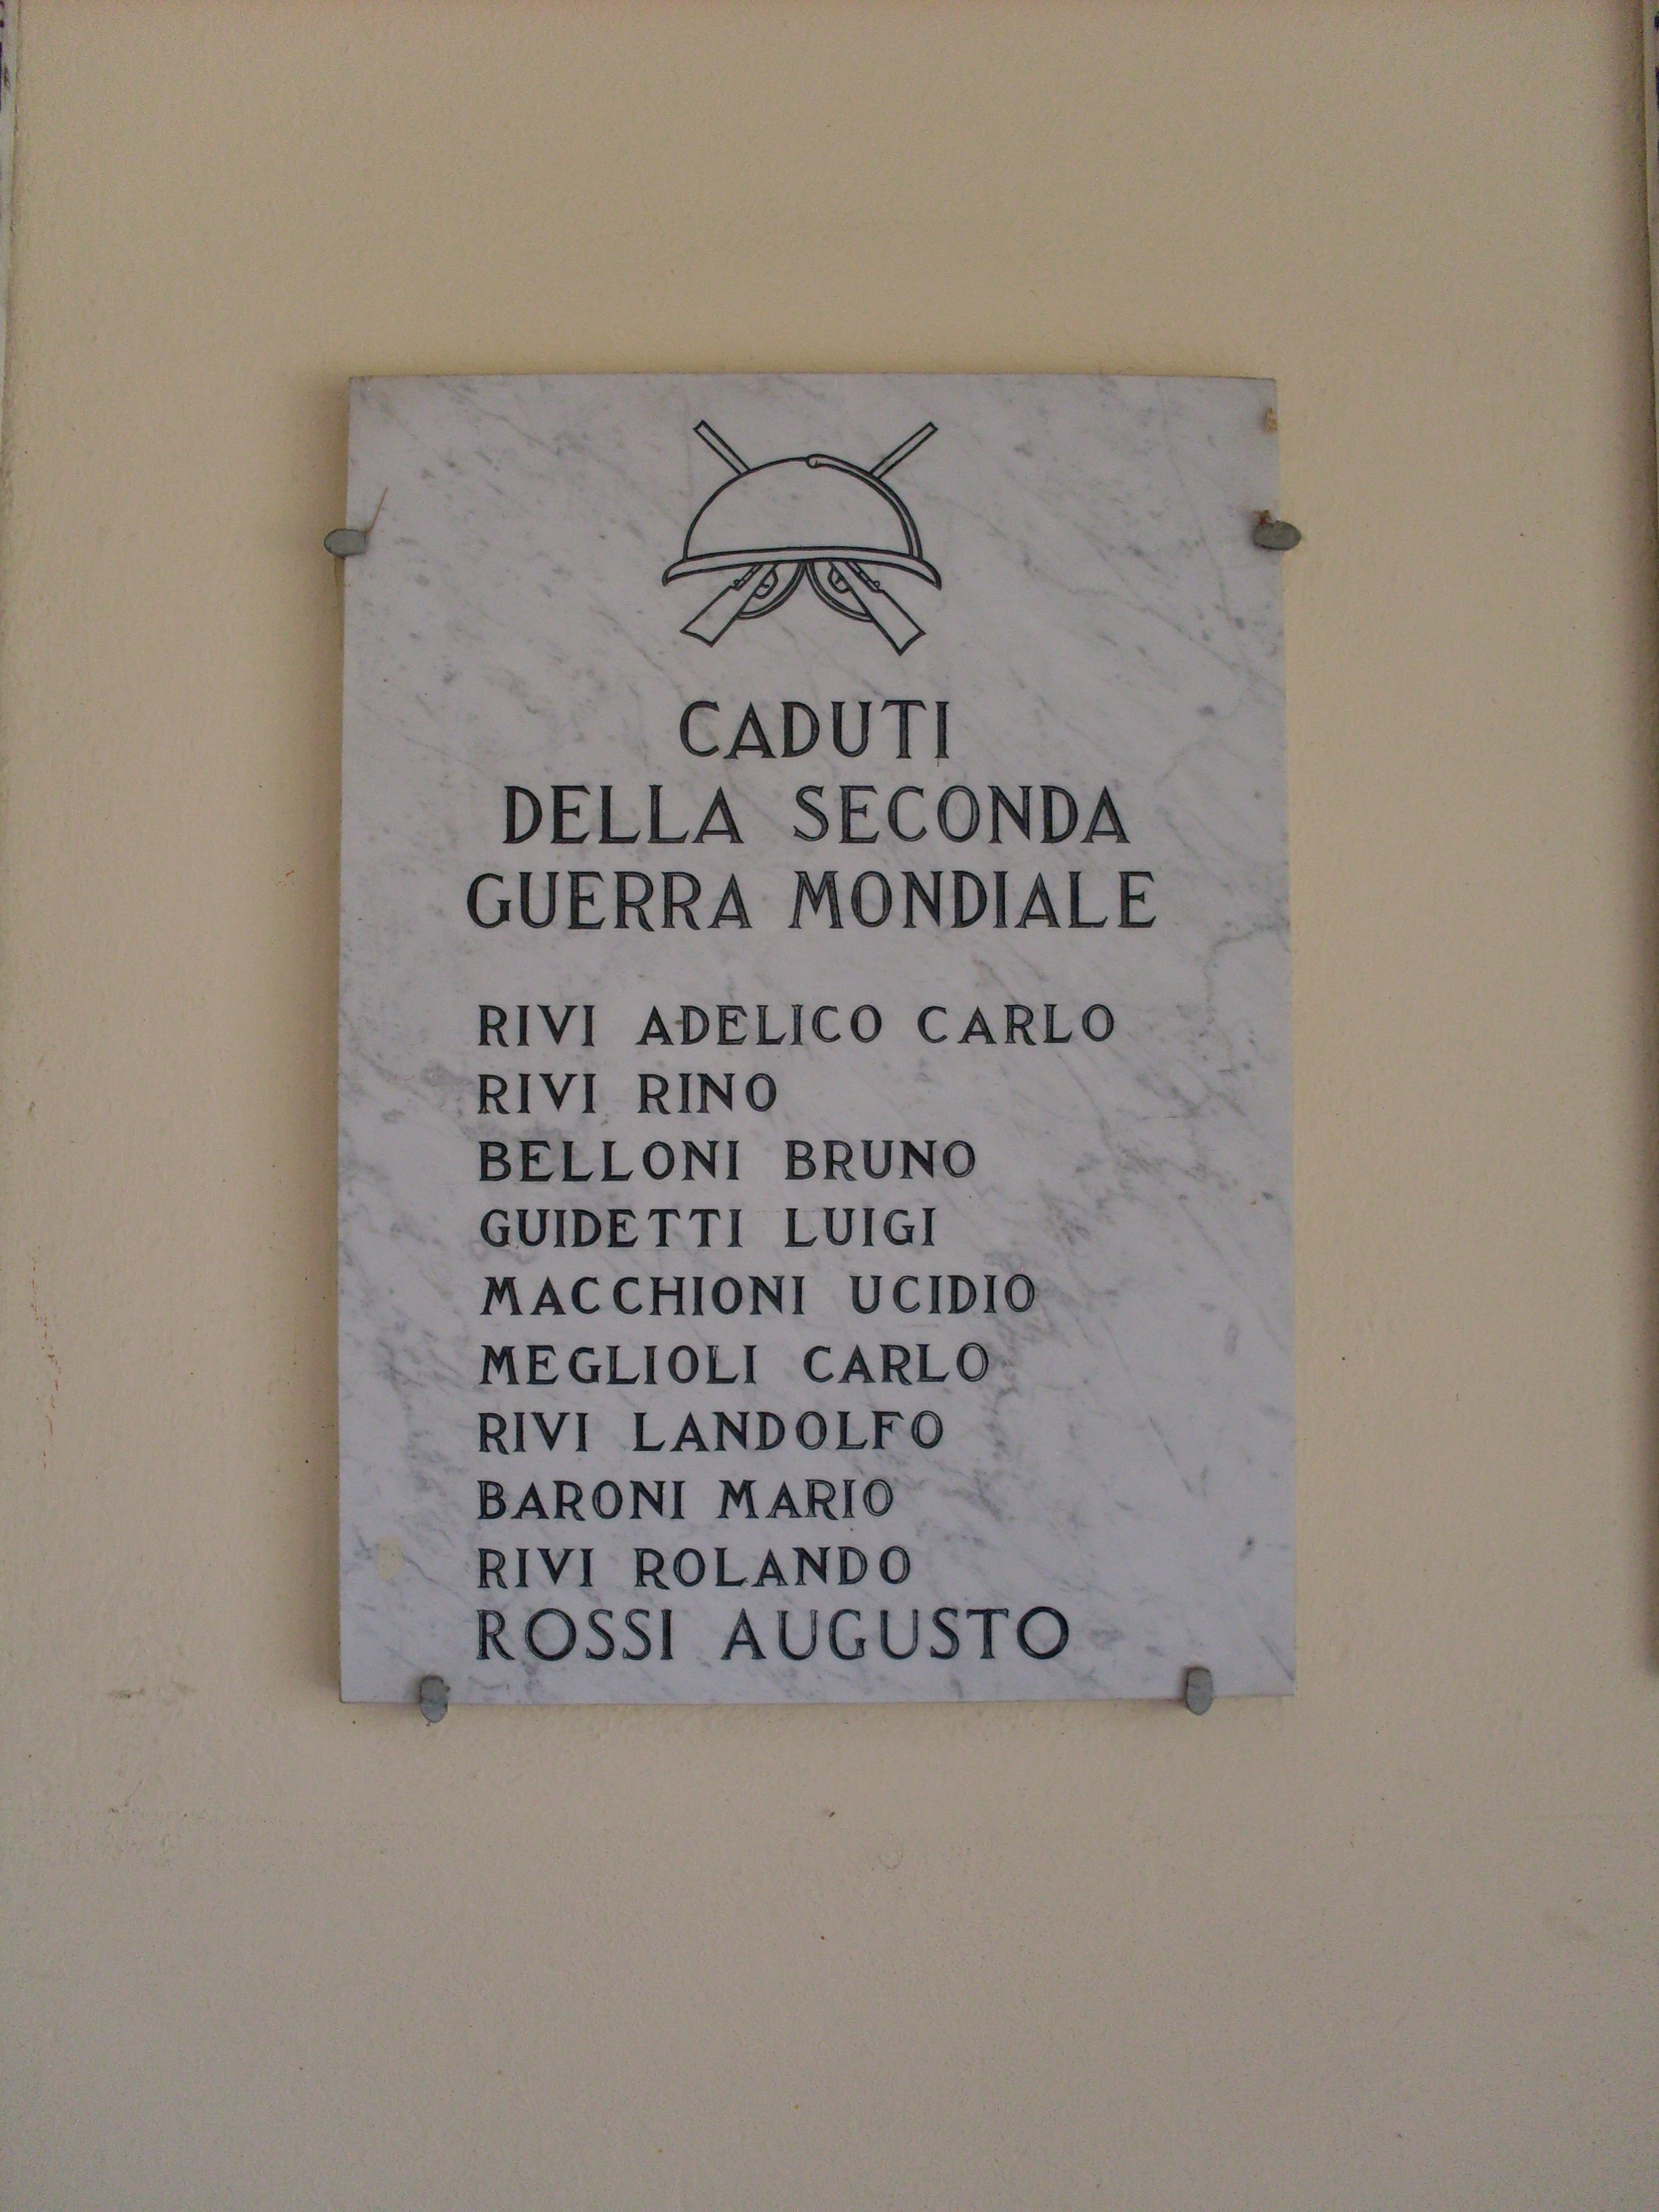 CADUTI
DELLA SECONDA
GUERRA MONDIALE
RIVI ADELICO CARLO
RIVI RINO
BELLONI BRUNO
GUIDETTI LUIGI
MACCHIONI UCIDIO
MEGLIOLI CARLO
RIVI LANDOLFO
BARONI MARIO
RIVI ROLANDO
ROSSI AUGUSTO